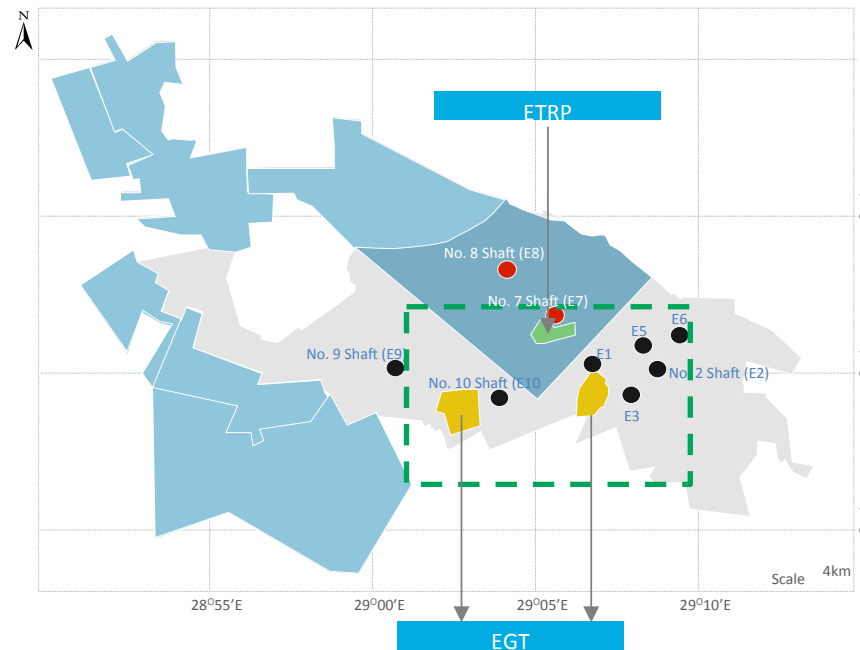 N
ETRP
No. 8 Shaft (E8)
No. 7 Shaft (E7)
E6
E5
No. 9 Shaft (E9)
E1
No. 10 Shaft (E10
No. 2 Shaft (E2)
E3
Scale 4km
28⁰55'E 29⁰00'E 29⁰05'E 29⁰10'E
EGT